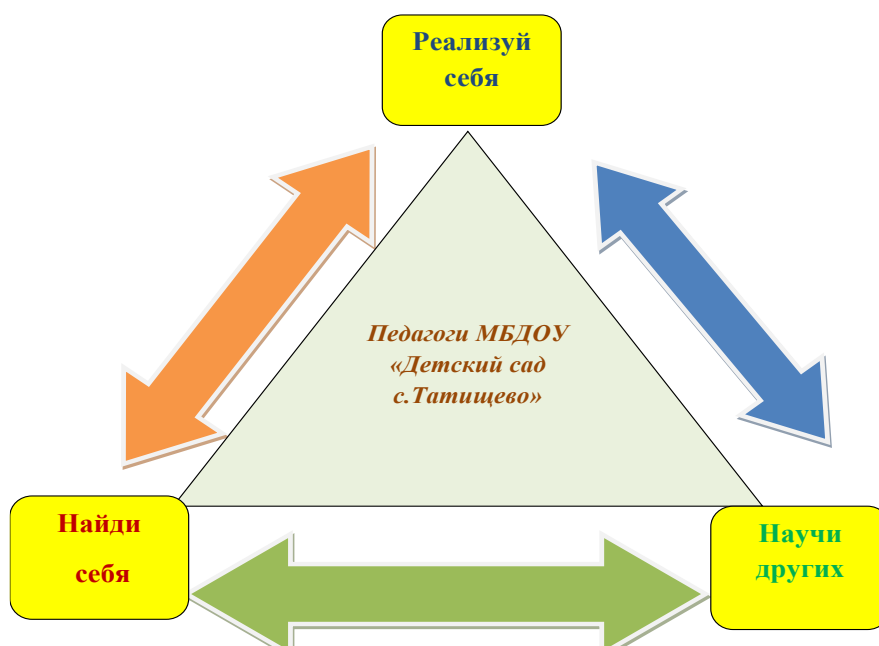 Реализуй
себя
Педагоги МБДОУ
«Детский сад
с.Татищево»
Найди
себя
Научи
других